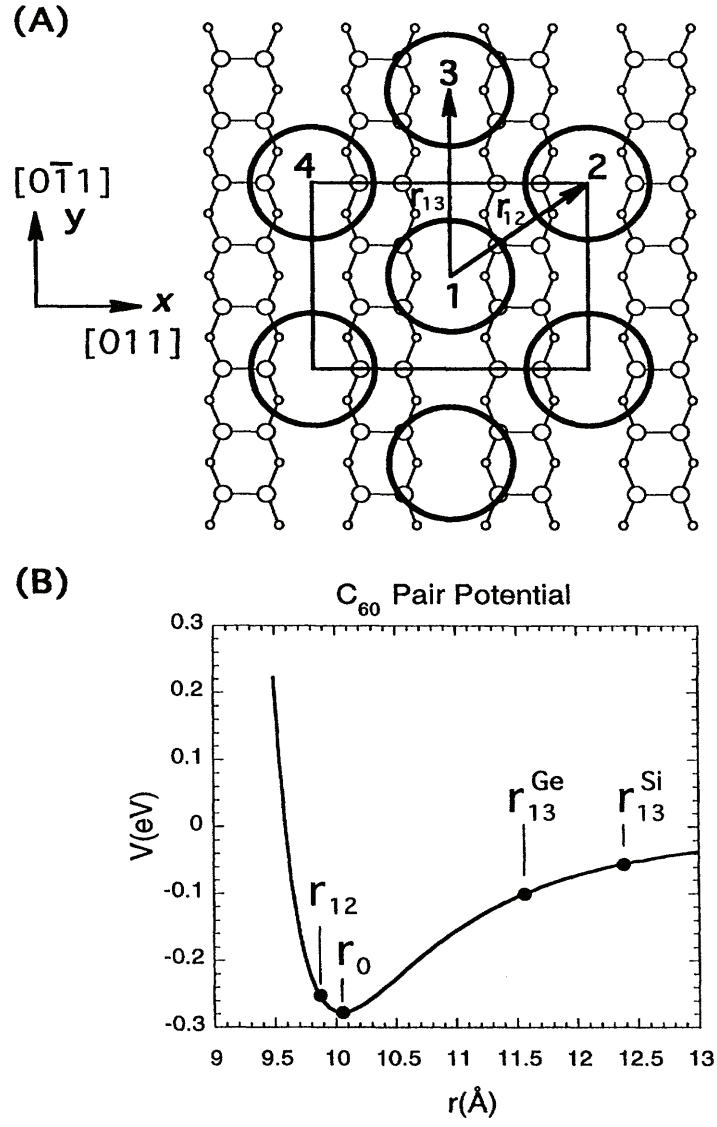 (A)
3
4
2
[01̄1]
y
r13
r12
1
x
[011]
(B)
C60 Pair Potential
0.3
0.2
0.1
0
-0.1
-0.2
-0.3
V(eV)
r12
r0
r13Ge
r13Si
9 9.5 10 10.5 11 11.5 12 12.5 13
r(Å)